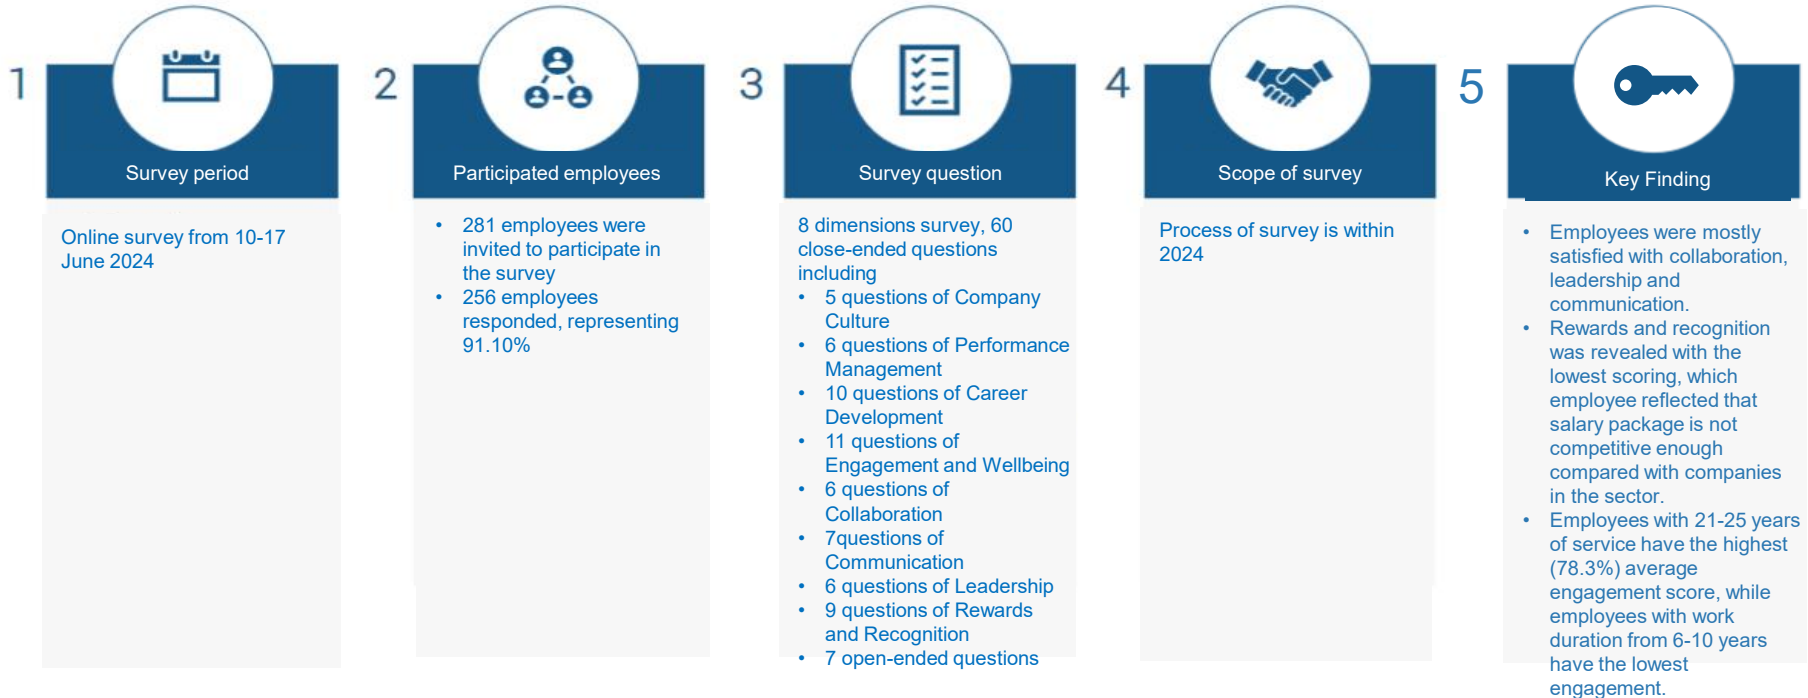 1
Survey period
Online survey from 10-17
June 2024
2
Participated employees
• 281 employees were
invited to participate in
the survey
• 256 employees
responded, representing
91.10%
3
Survey question
8 dimensions survey, 60
close-ended questions
including
• 5 questions of Company
Culture
• 6 questions of Performance
Management
• 10 questions of Career
Development
• 11 questions of
Engagement and Wellbeing
• 6 questions of
Collaboration
• 7questions of
Communication
• 6 questions of Leadership
• 9 questions of Rewards
and Recognition
• 7 open-ended questions
4
Scope of survey
Process of survey is within
2024
5
Key Finding
• Employees were mostly
satisfied with collaboration,
leadership and
communication.
• Rewards and recognition
was revealed with the
lowest scoring, which
employee reflected that
salary package is not
competitive enough
compared with companies
in the sector.
• Employees with 21-25 years
of service have the highest
(78.3%) average
engagement score, while
employees with work
duration from 6-10 years
have the lowest
engagement.